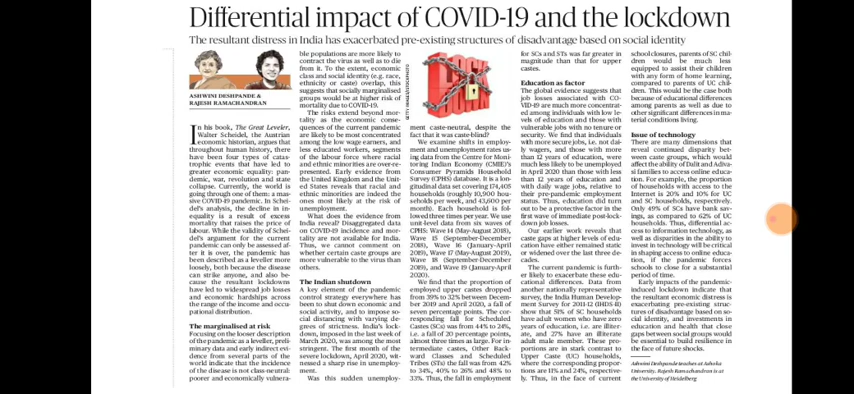 Differential impact of COVID-19 and the lockdown
The resultant distress in India has exacerbated pre-existing structures of disadvantage based on social identity
ASHWINI DESHPANDE &
RAJESH RAMACHANDRAN
In his book, The Great Leveler,
Walter Scheidel, the Austrian
economic historian, argues that
throughout human history, there
have been four types of catas-
trophic events that have led to
greater economic equality: pan-
demic, war, revolution and state
collapse. Currently, the world is
going through one of them: a mas-
sive COVID-19 pandemic. In Schei-
del's analysis, the decline in in-
equality is a result of excess
mortality that raises the price of
labour. While the validity of Schei-
del's argument for the current
pandemic can only be assessed af-
ter it is over, the pandemic has
been described as a leveller more
loosely, both because the disease
can strike anyone, and also be-
cause the resultant lockdowns
have led to widespread job losses
and economic hardships across
the range of the income and occu-
pational distribution.
The marginalised at risk
Focusing on the looser description
of the pandemic as a leveller, preli-
minary data and early indirect evi-
dence from several parts of the
world indicate that the incidence
of the disease is not class-neutral:
poorer and economically vulnera-
ble populations are more likely to
contract the virus as well as to die
from it. To the extent, economic
class and social identity (e.g. race,
ethnicity or caste) overlap, this
suggests that socially marginalised
groups would be at higher risk of
mortality due to COVID-19.
The risks extend beyond mor-
tality as the economic conse-
quences of the current pandemic
are likely to be most concentrated
among the low wage earners, and
less educated workers, segments
of the labour force where racial
and ethnic minorities are over-re-
presented. Early evidence from
the United Kingdom and the Unit-
ed States reveals that racial and
ethnic minorities are indeed the
ones most likely at the risk of
unemployment.
What does the evidence from
India reveal? Disaggregated data
on COVID-19 incidence and mor-
tality are not available for India.
Thus, we cannot comment on
whether certain caste groups are
more vulnerable to the virus than
others.
The Indian shutdown
A key element of the pandemic
control strategy everywhere has
been to shut down economic and
social activity, and to impose so-
cial distancing with varying de-
grees of strictness. India's lock-
down, imposed in the last week of
March 2020, was among the most
stringent. The first month of the
severe lockdown, April 2020, wit-
nessed a sharp rise in unemploy-
ment.
Was this sudden unemploy-
GETTY IMAGES/ISTOCKPHOTO
ment caste-neutral, despite the
fact that it was caste-blind?
We examine shifts in employ-
ment and unemployment rates us-
ing data from the Centre for Moni-
toring Indian Economy (CMIE)'s
Consumer Pyramids Household
Survey (CPHS) database. It is a lon-
gitudinal data set covering 174,405
households (roughly 10,900 hou-
seholds per week, and 43,600 per
month). Each household is fol-
lowed three times per year. We use
unit-level data from six waves of
CPHS: Wave 14 (May-August 2018),
Wave 15 (September-December
2018), Wave 16 (January-April
2019), Wave 17 (May-August 2019),
Wave 18 (September-December
2019), and Wave 19 (January-April
2020).
We find that the proportion of
employed upper castes dropped
from 39% to 32% between Decem-
ber 2019 and April 2020, a fall of
seven percentage points. The cor-
responding fall for Scheduled
Castes (SCs) was from 44% to 24%,
i.e. a fall of 20 percentage points,
almost three times as large. For in-
termediate castes, Other Back-
ward Classes and Scheduled
Tribes (STs) the fall was from 42%
to 34%, 40% to 26% and 48% to
33%. Thus, the fall in employment
for SCs and STs was far greater in
magnitude than that for upper
castes.
Education as factor
The global evidence suggests that
job losses associated with CO-
VID-19 are much more concentrat-
ed among individuals with low le-
vels of education and those with
vulnerable jobs with no tenure or
security. We find that individuals
with more secure jobs, i.e. not dai-
ly wagers, and those with more
than 12 years of education, were
much less likely to be unemployed
in April 2020 than those with less
than 12 years of education and
with daily wage jobs, relative to
their pre-pandemic employment
status. Thus, education did turn
out to be a protective factor in the
first wave of immediate post-lock-
down job losses.
Our earlier work reveals that
caste gaps at higher levels of edu-
cation have either remained static
or widened over the last three de-
cades.
The current pandemic is furth-
er likely to exacerbate these edu-
cational differences. Data from
another nationally representative
survey, the India Human Develop-
ment Survey for 2011-12 (IHDS-II)
show that 51% of SC households
have adult women who have zero
years of education, i.e. are illiter-
ate, and 27% have an illiterate
adult male member. These propor-
tions are in stark contrast to
Upper Caste (UC) households,
where the corresponding propor-
tions are 11% and 24%, respective-
ly. Thus, in the face of current
school closures, parents of SC chil-
dren would be much less
equipped to assist their children
with any form of home learning,
compared to parents of UC chil-
dren. This would be the case both
because of educational differences
among parents as well as due to
other significant differences in ma-
terial conditions living.
Issue of technology
There are many dimensions that
reveal continued disparity bet-
ween caste groups, which would
affect the ability of Dalit and Adiva-
si families to access online educa-
tion. For example, the proportion
of households with access to the
Internet is 20% and 10% for UC
and SC households, respectively.
Only 49% of SCs have bank sav-
ings, as compared to 62% of UC
households. Thus, differential ac-
cess to information technology, as
well as disparities in the ability to
invest in technology will be critical
in shaping access to online educa-
tion, if the pandemic forces
schools to close for a substantial
period of time.
Early impacts of the pandemic-
induced lockdown indicate that
the resultant economic distress is
exacerbating pre-existing struc-
tures of disadvantage based on so-
cial identity, and investments in
education and health that close
gaps between social groups would
be essential to building resilience in
the face of future shocks.
Ashwini Deshpande teaches at Ashoka
University. Rajesh Ramachandran is at
the University of Heidelberg
LOCK